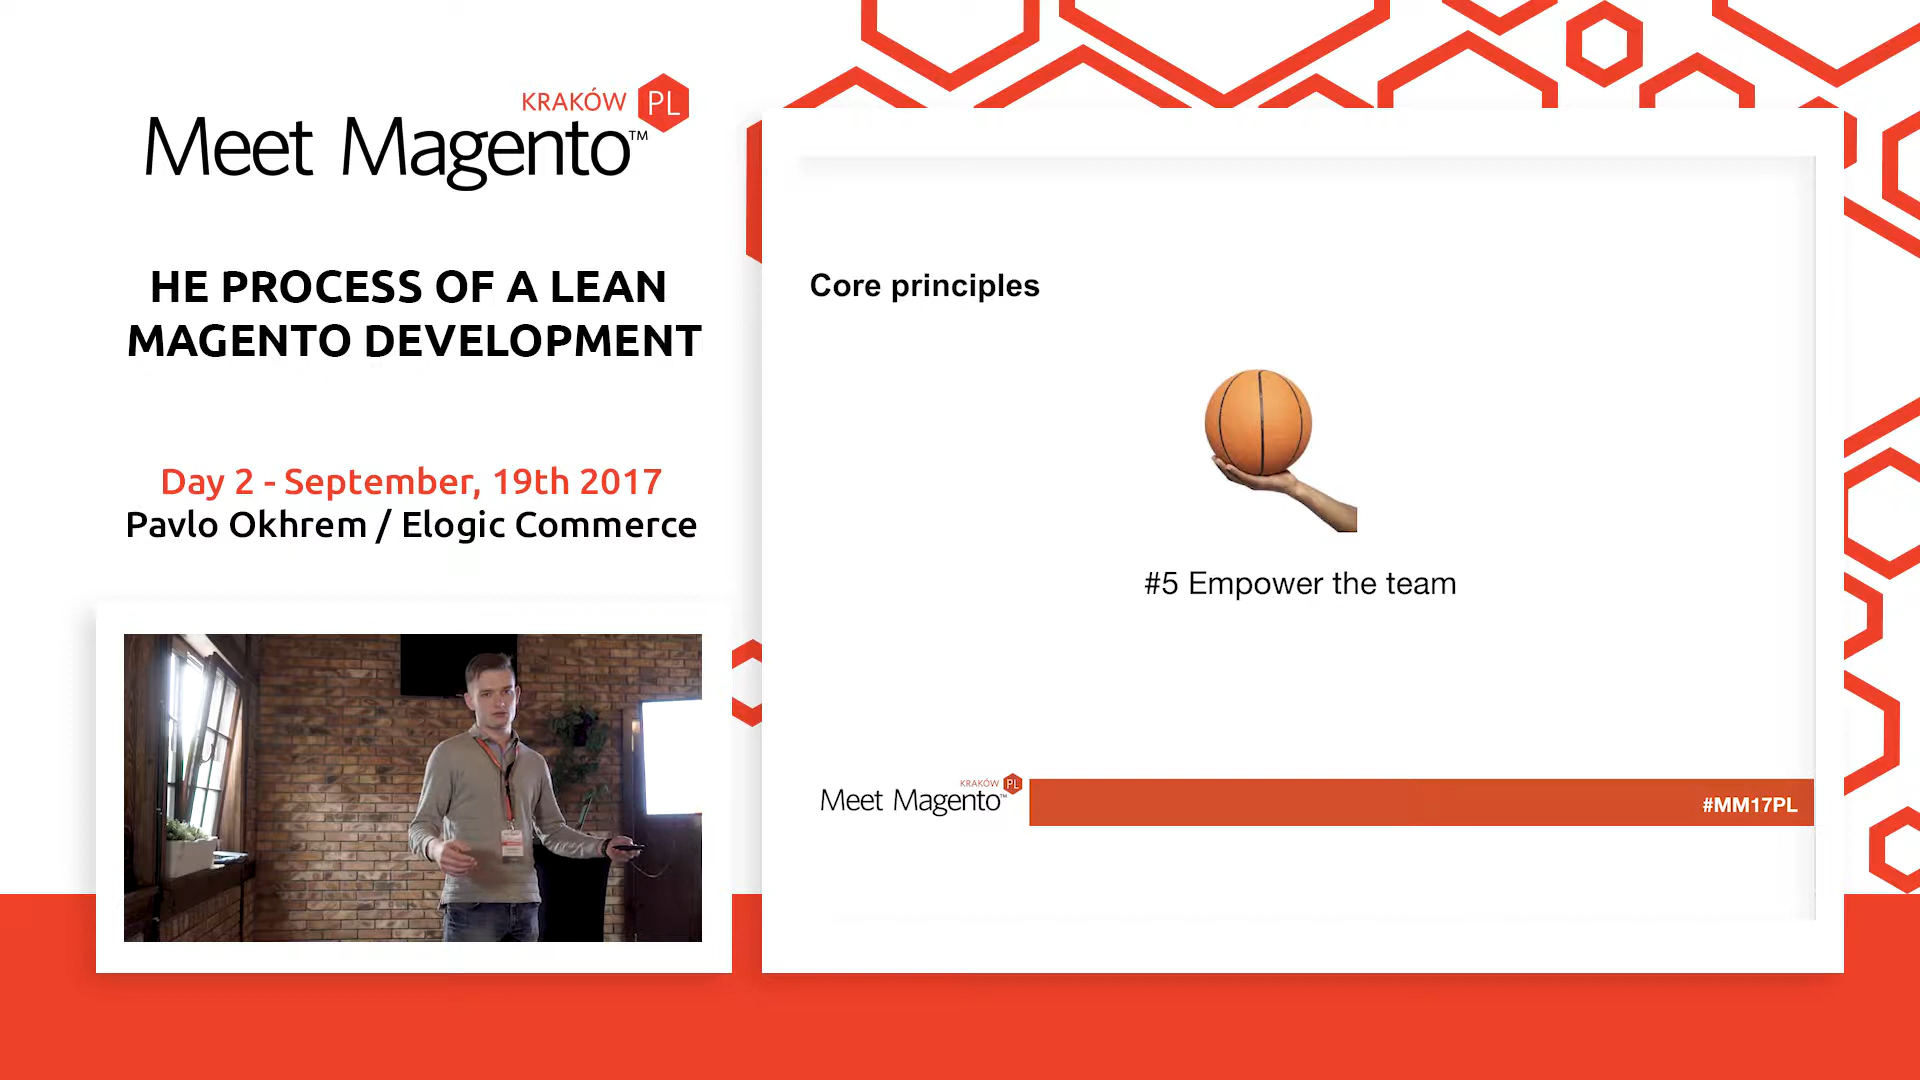 KRAKÓW PL
Meet Magento™
HE PROCESS OF A LEAN
MAGENTO DEVELOPMENT
Day 2 - September, 19th 2017
Pavlo Okhrem / Elogic Commerce
Core principles
#5 Empower the team
KRAKÓW PL
Meet Magento™
#MM17PL